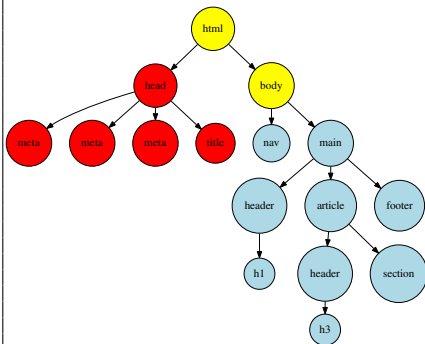 html
head
body
meta
meta
meta
title
nav
main
header
article
footer
h1
header
section
h3